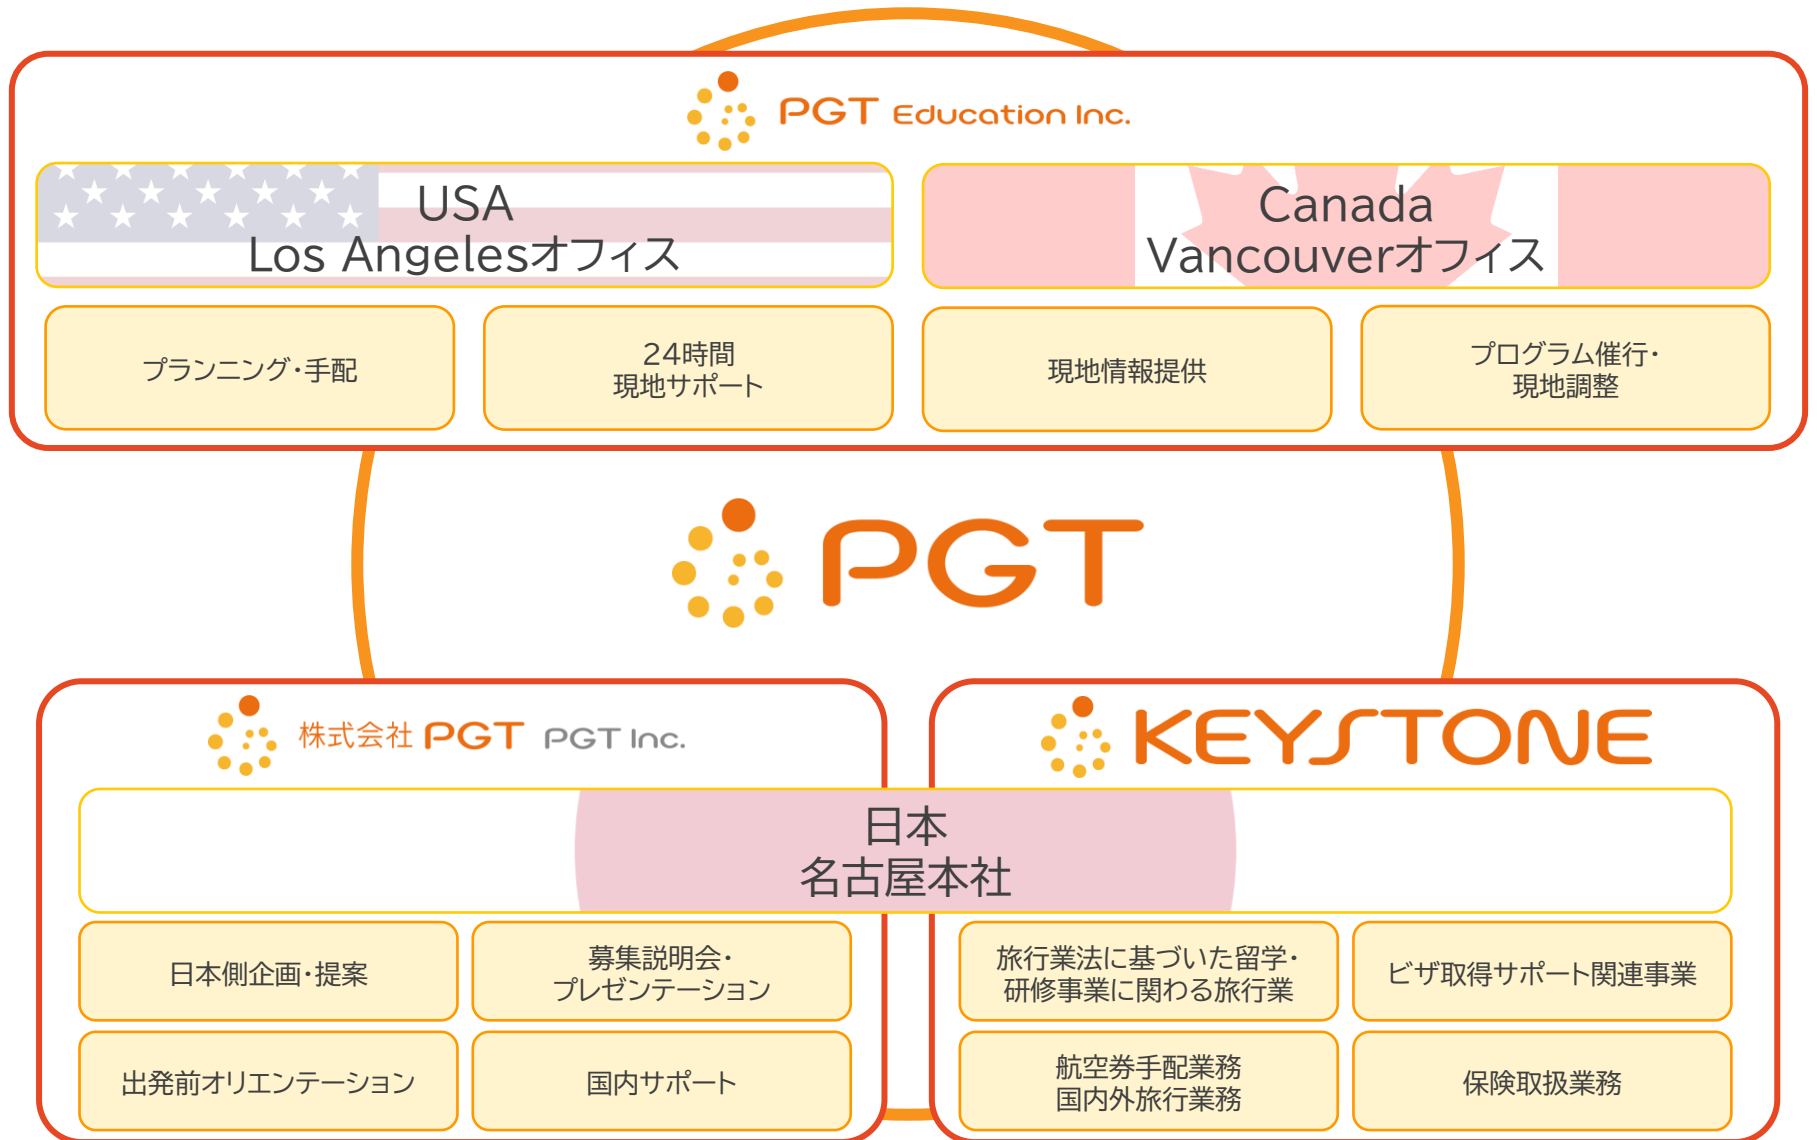 PGT Education Inc.
USA
Los Angelesオフィス
Canada
Vancouverオフィス
プランニング・手配
24時間
現地サポート
現地情報提供
プログラム催行・
現地調整
PGT
株式会社 PGT PGT Inc.
KEYSTONE
日本
名古屋本社
日本側企画・提案
募集説明会・
プレゼンテーション
旅行業法に基づいた留学・
研修事業に関わる旅行業
ビザ取得サポート関連事業
出発前オリエンテーション
国内サポート
航空券手配業務
国内外旅行業務
保険取扱業務